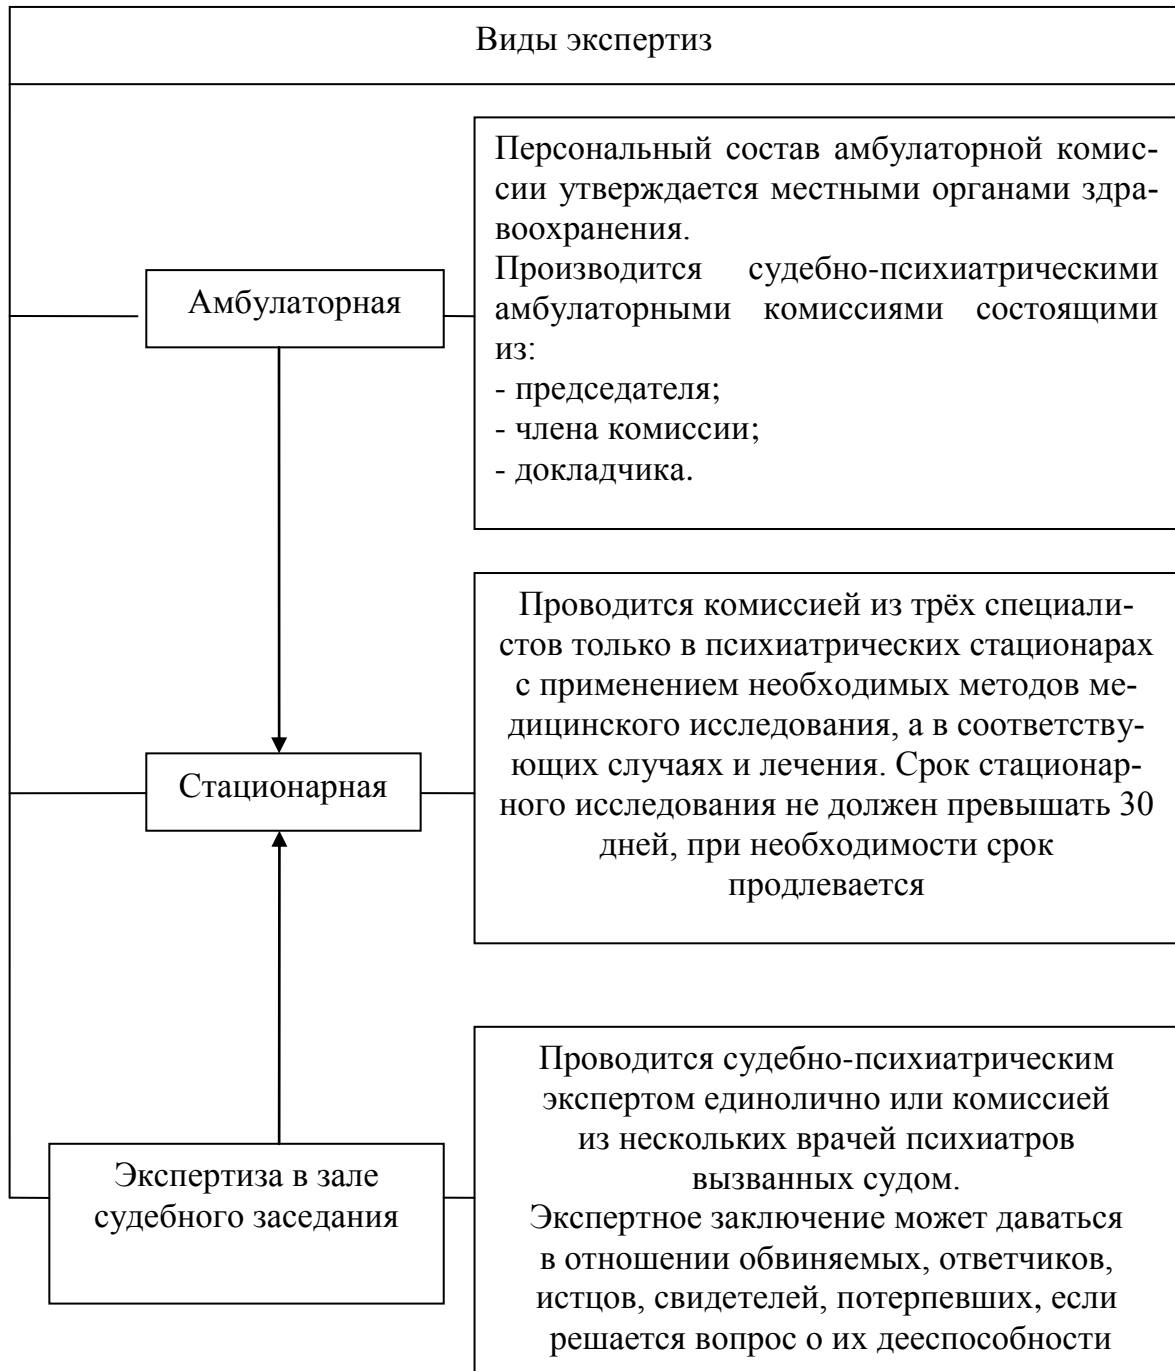 Виды экспертиз
Персональный состав амбулаторной комис-
сии утверждается местными органами здра-
воохранения.
Производится судебно-психиатрическими
амбулаторными комиссиями состоящими
из:
- председателя;
- члена комиссии;
- докладчика.
Амбулаторная
Проводится комиссией из трёх специали-
стов только в психиатрических стационарах
с применением необходимых методов ме-
дицинского исследования, а в соответству-
ющих случаях и лечения. Срок стационар-
ного исследования не должен превышать 30
дней, при необходимости срок
продлевается
Стационарная
Проводится судебно-психиатрическим
экспертом единолично или комиссией
из нескольких врачей психиатров
вызванных судом.
Экспертное заключение может даваться
в отношении обвиняемых, ответчиков,
истцов, свидетелей, потерпевших, если
решается вопрос о их дееспособности
Экспертиза в зале
судебного заседания